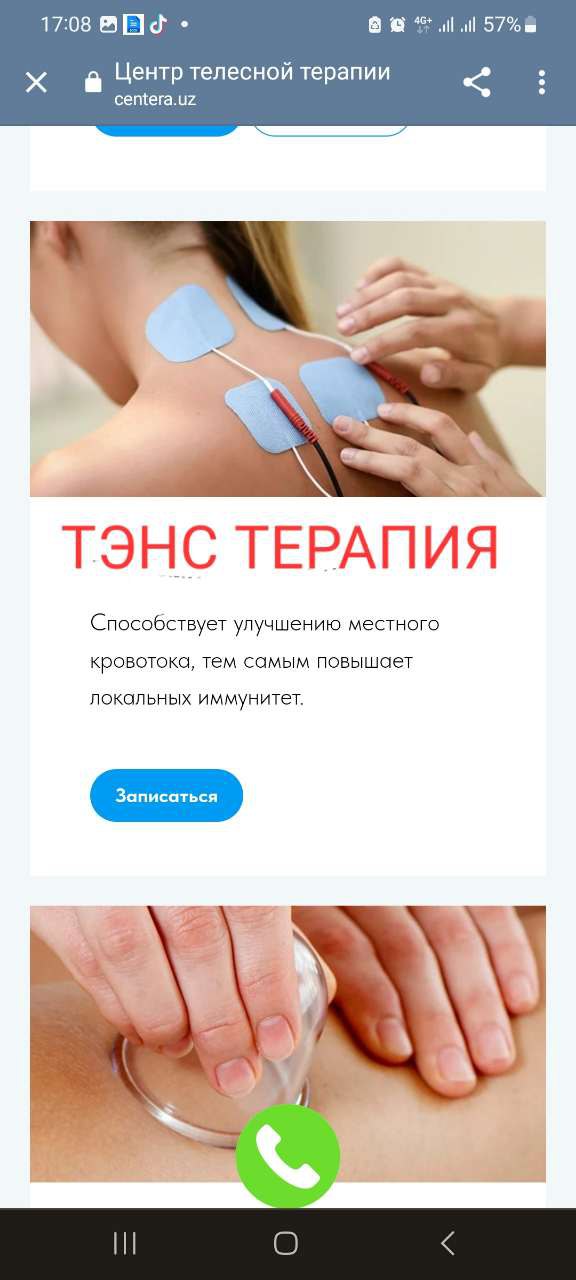 17:08
4G+
57%
Центр телесной терапии
centera.uz
ТЭНС ТЕРАПИЯ
Способствует улучшению местного
кровотока, тем самым повышает
локальных иммунитет.
Записаться